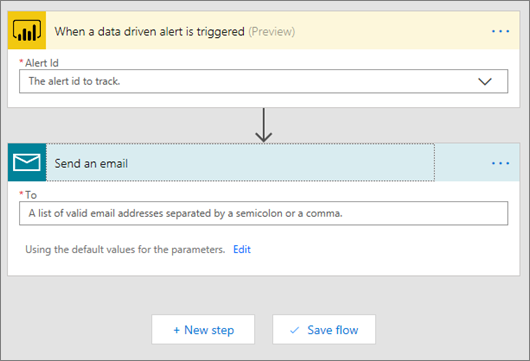 When a data driven alert is triggered (Preview)
* Alert Id
The alert id to track.
Send an email
* To
A list of valid email addresses separated by a semicolon or a comma.
Using the default values for the parameters. Edit
+ New step
Save flow